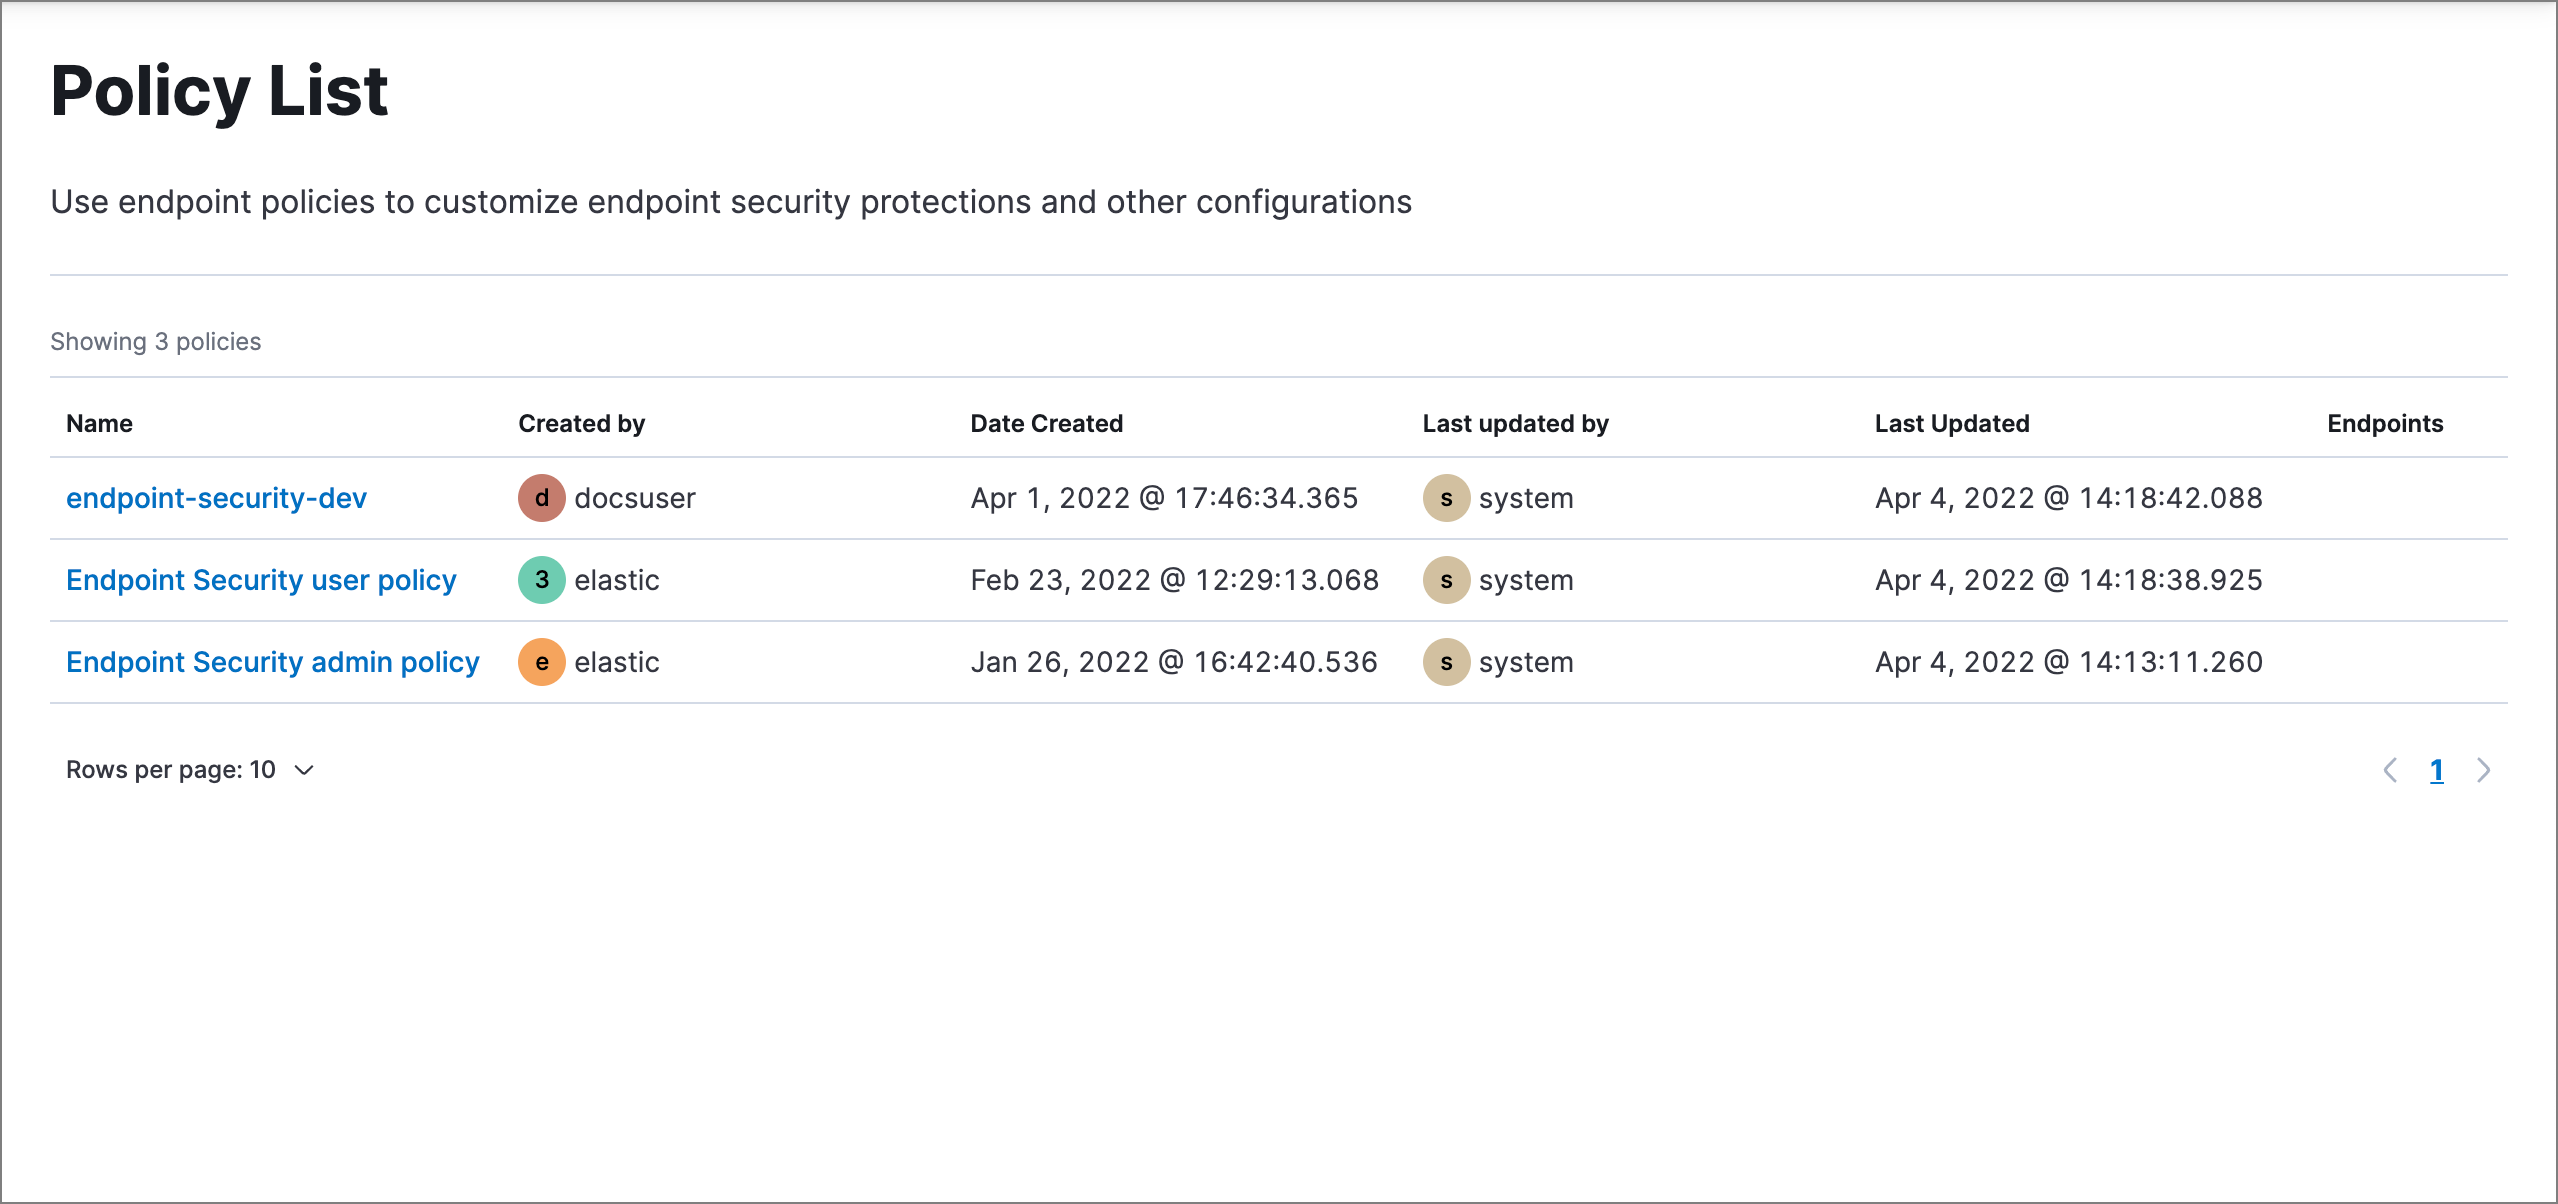 Policy List
Use endpoint policies to customize endpoint security protections and other configurations
Showing 3 policies
Name Created by Date Created Last updated by Last Updated Endpoints
endpoint-security-dev d docsuser Apr 1, 2022 @ 17:46:34.365 s system Apr 4, 2022 @ 14:18:42.088
Endpoint Security user policy 3 elastic Feb 23, 2022 @ 12:29:13.068 s system Apr 4, 2022 @ 14:18:38.925
Endpoint Security admin policy e elastic Jan 26, 2022 @ 16:42:40.536 s system Apr 4, 2022 @ 14:13:11.260
Rows per page: 10 1